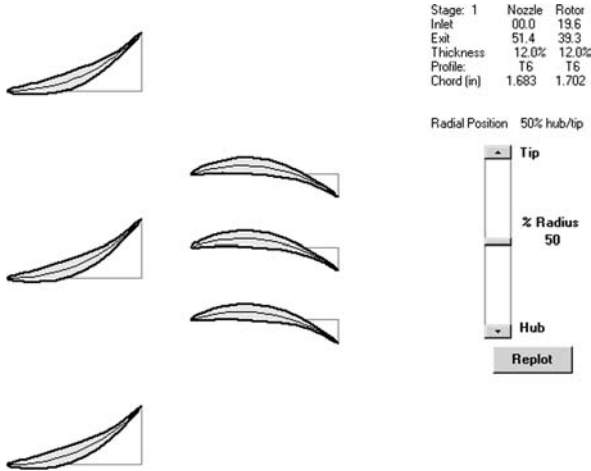 Stage: 1 Nozzle Rotor
Inlet 00.0 19.6
Exit 51.4 39.3
Thickness 12.0% 12.0%
Profile: T6 T6
Chord (in) 1.683 1.702
Radial Position 50% hub/tip
Tip
% Radius
50
Hub
Replot